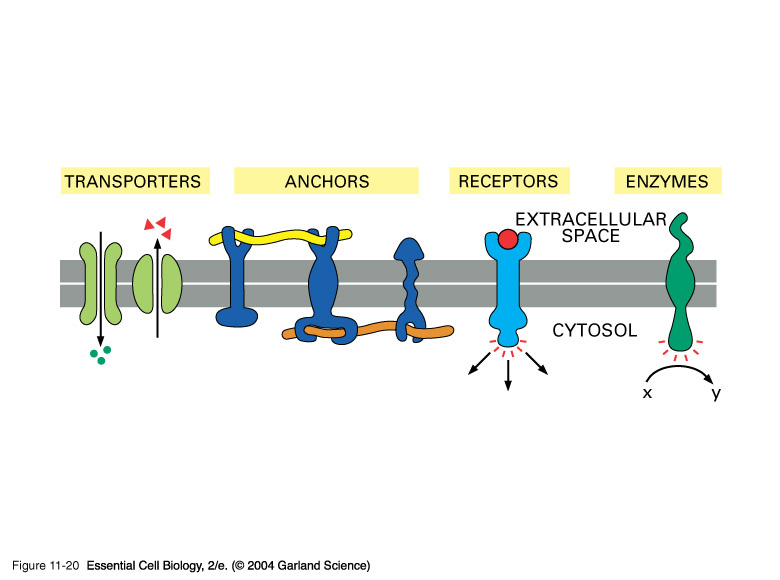 TRANSPORTERS
ANCHORS
RECEPTORS
ENZYMES
EXTRACELLULAR
SPACE
CYTOSOL
x
y
Figure 11-20 Essential Cell Biology, 2/e. (© 2004 Garland Science)